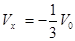 Vₓ = -1/3 V₀